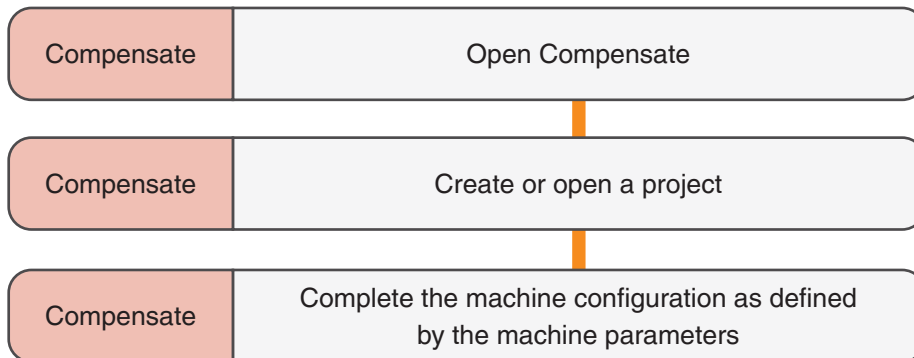 Compensate Open Compensate
Compensate Create or open a project
Compensate Complete the machine configuration as defined
by the machine parameters